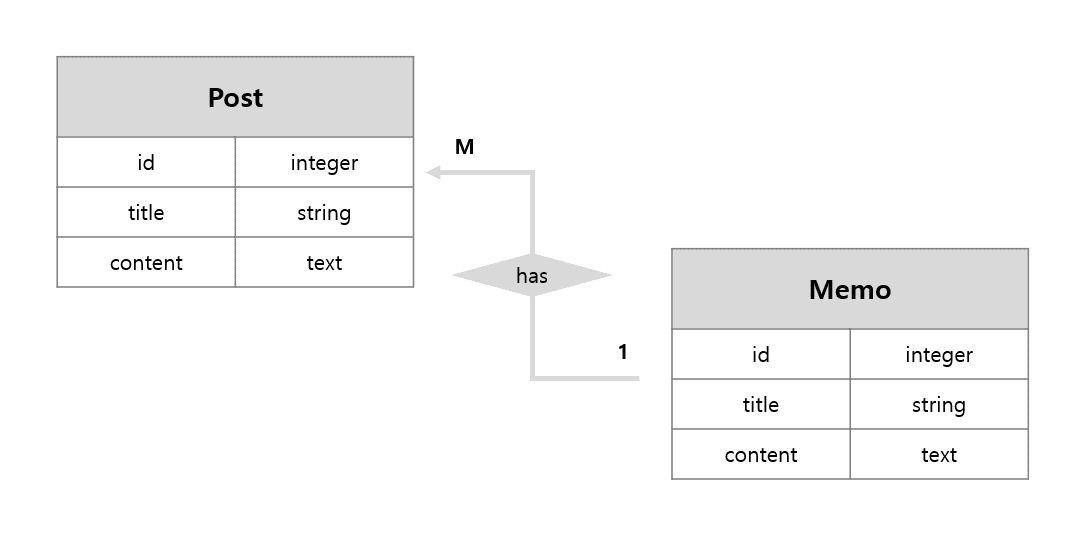 Post
id integer
title string
content text
M
has
1
Memo
id integer
title string
content text